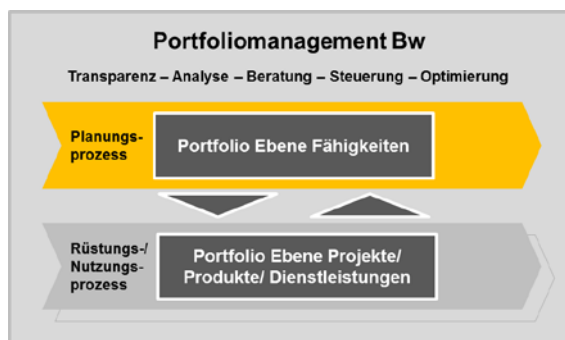 Portfoliomanagement Bw
Transparenz – Analyse – Beratung – Steuerung – Optimierung
Planungs-
prozess
Portfolio Ebene Fähigkeiten
Rüstungs-/
Nutzungs-
prozess
Portfolio Ebene Projekte/
Produkte/ Dienstleistungen